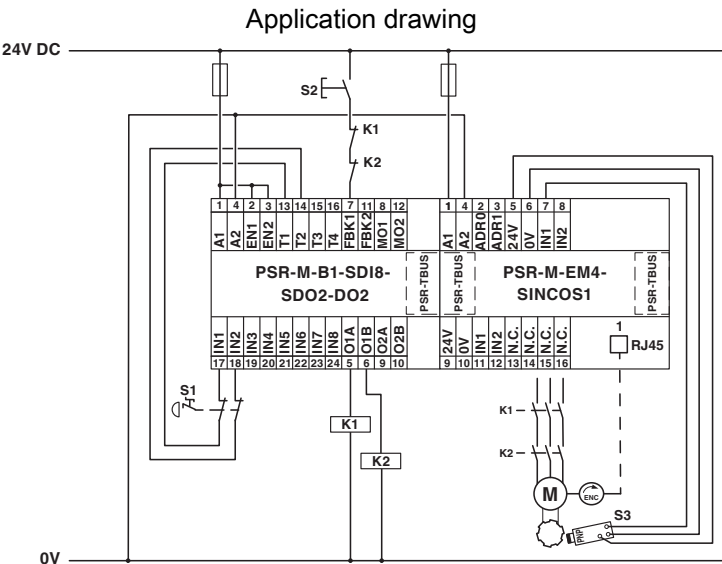 Application drawing
24V DC
S2
K1
K2
1 4 2 3 13 14 15 16 7 11 8 12
A1 A2 EN1 EN2 T1 T2 T3 T4 FBK1 FBK2 MO1 MO2
1 4 2 3 5 6 7 8
A1 A2 ADR0 ADR1 24V 0V IN1 IN2
PSR-M-B1-SDI8-
SDO2-DO2
PSR-TBUS
PSR-TBUS
PSR-M-EM4-
SINCOS1
PSR-TBUS
IN1 IN2 IN3 IN4 IN5 IN6 IN7 IN8 O1A O1B O2A O2B
17 18 19 20 21 22 23 24 5 6 9 10
24V 0V IN1 IN2 N.C. N.C. N.C. N.C.
9 10 11 12 13 14 15 16
1
RJ45
S1
K1
K2
K1
K2
M
ENC
S3
PNP
0V